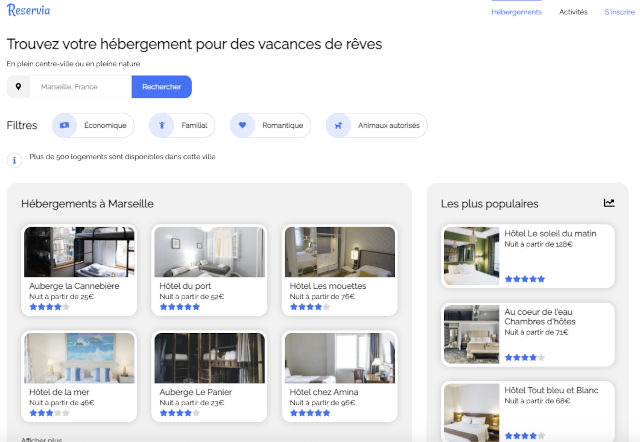 Reservia
Hébergements
Activités
S'inscrire
Trouvez votre hébergement pour des vacances de rêves
En plein centre-ville ou en pleine nature
Marseille, France
Rechercher
Filtres
Économique
Familial
Romantique
Animaux autorisés
Plus de 500 logements sont disponibles dans cette ville
Hébergements à Marseille
Auberge la Cannebière
Nuit à partir de 25€
Hôtel du port
Nuit à partir de 52€
Hôtel Les mouettes
Nuit à partir de 76€
Hôtel de la mer
Nuit à partir de 46€
Auberge Le Panier
Nuit à partir de 23€
Hôtel chez Amina
Nuit à partir de 96€
Afficher plus
Les plus populaires
Hôtel Le soleil du matin
Nuit à partir de 128€
Au coeur de l'eau
Chambres d'hôtes
Nuit à partir de 71€
Hôtel Tout bleu et Blanc
Nuit à partir de 68€